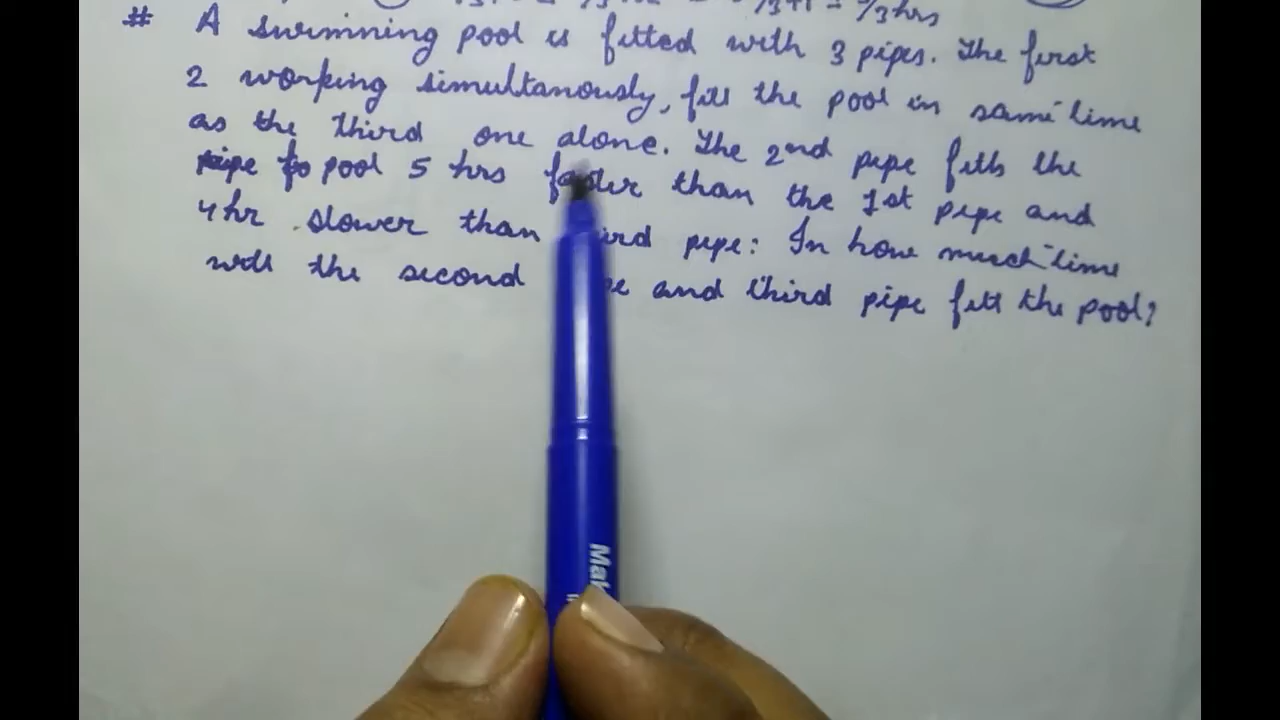 # A swimming pool is fitted with 3 pipes. The first
2 working simultanously, fill the pool in same time
as the third one alone. The 2nd pipe fills the
pool 5 hrs faster than the 1st pipe and
4hr slower than pipe: In how much time
will the second and third pipe fill the pool?